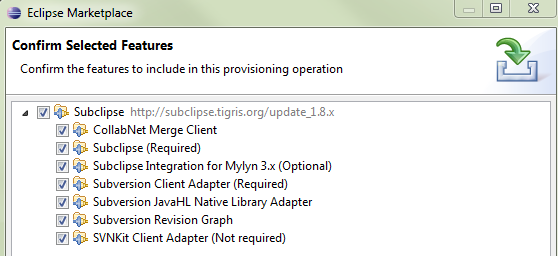 Eclipse Marketplace
Confirm Selected Features
Confirm the features to include in this provisioning operation
Subclipse http://subclipse.tigris.org/update_1.8.x
CollabNet Merge Client
Subclipse (Required)
Subclipse Integration for Mylyn 3.x (Optional)
Subversion Client Adapter (Required)
Subversion JavaHL Native Library Adapter
Subversion Revision Graph
SVNKit Client Adapter (Not required)